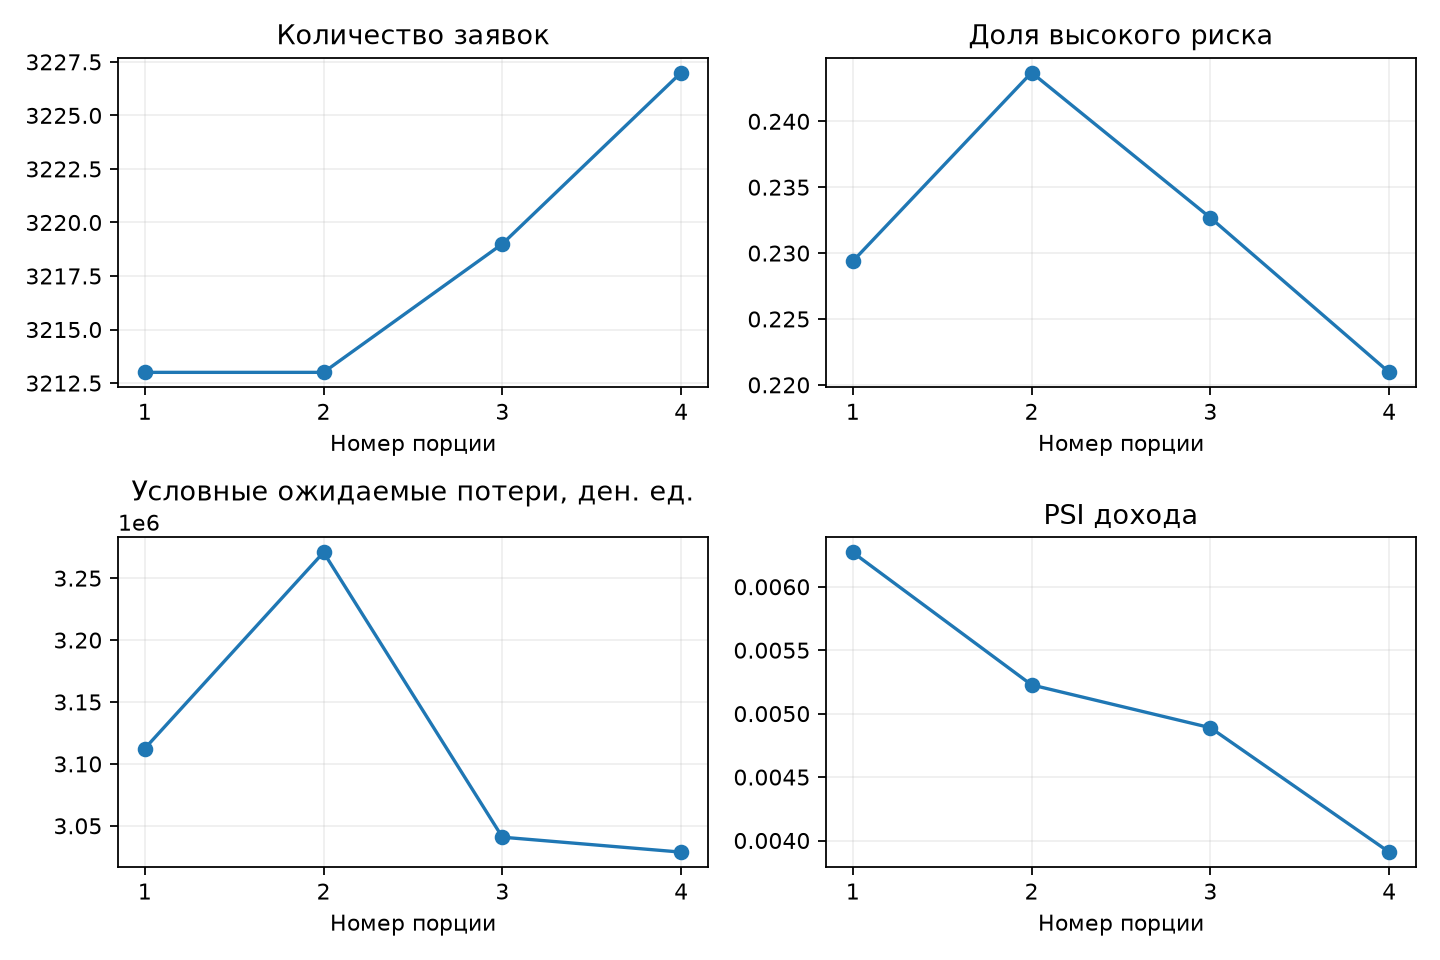 Количество заявок
3227.5
3225.0
3222.5
3220.0
3217.5
3215.0
3212.5
1 2 3 4
Номер порции
Доля высокого риска
0.240
0.235
0.230
0.225
0.220
1 2 3 4
Номер порции
Условные ожидаемые потери, ден. ед.
1e6
3.25
3.20
3.15
3.10
3.05
1 2 3 4
Номер порции
PSI дохода
0.0060
0.0055
0.0050
0.0045
0.0040
1 2 3 4
Номер порции